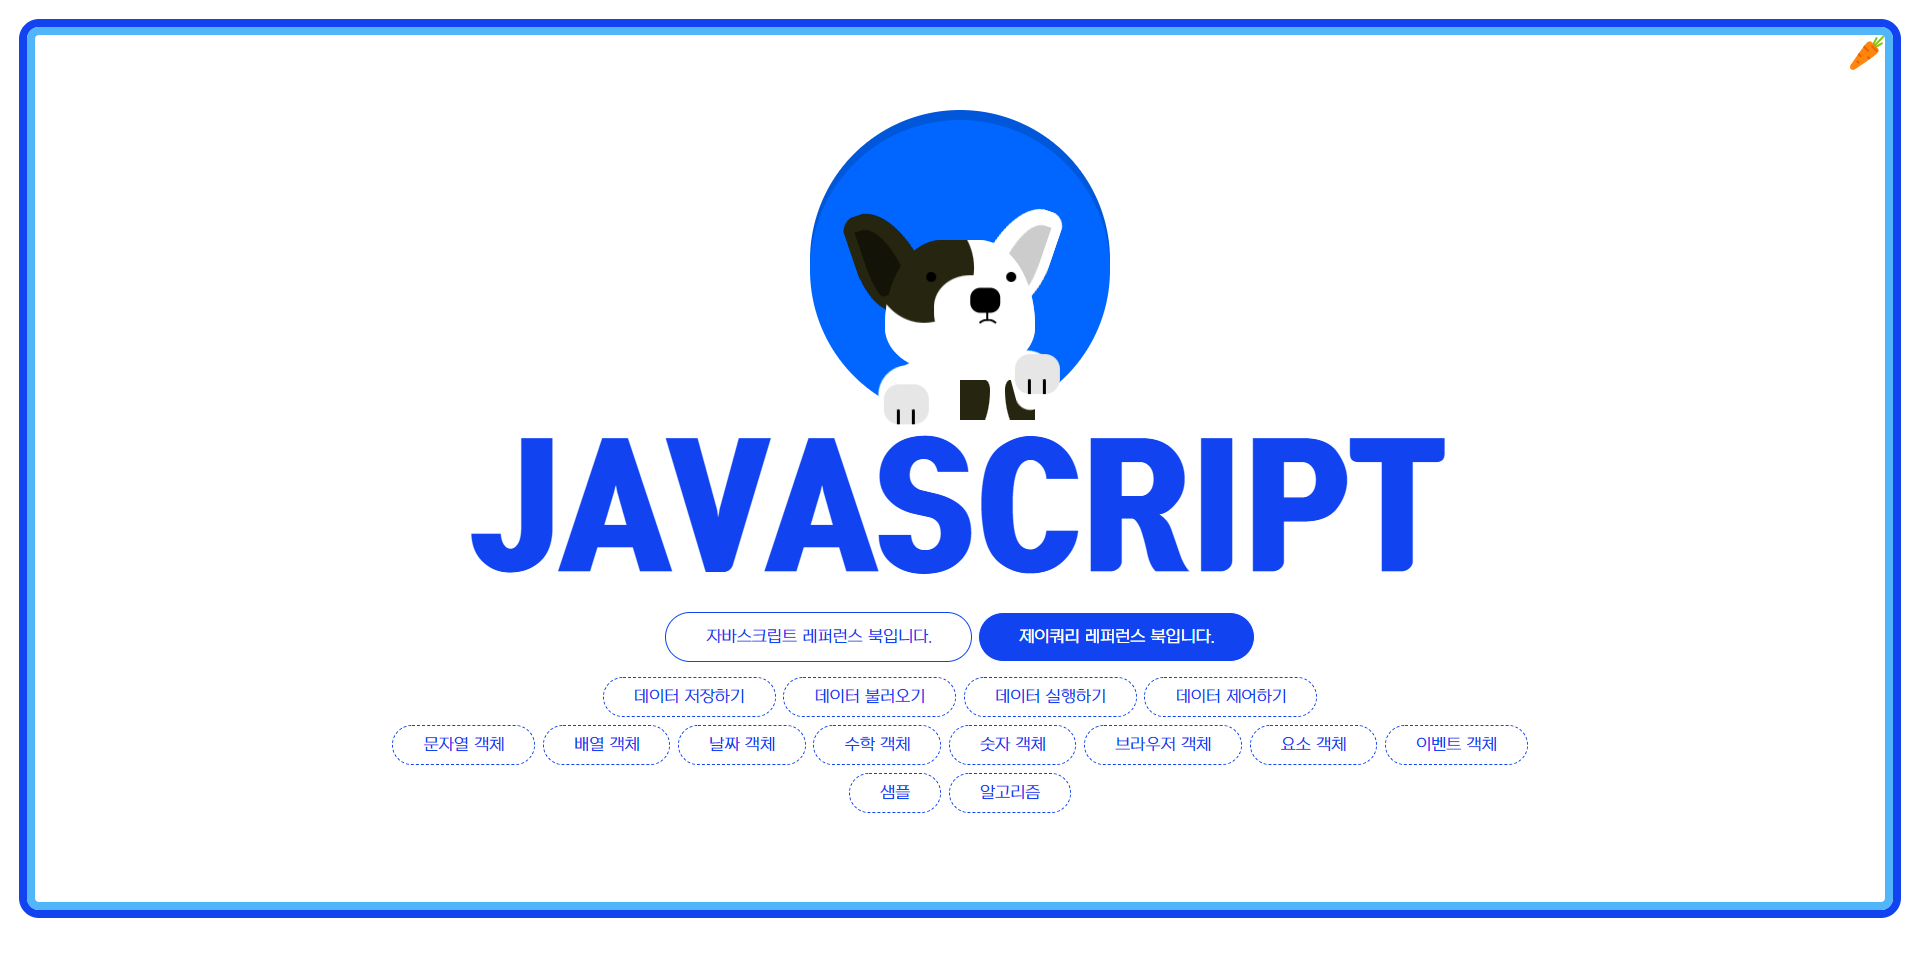 JAVASCRIPT
자바스크립트 레퍼런스 북입니다. 제이쿼리 레퍼런스 북입니다.
데이터 저장하기 데이터 불러오기 데이터 실행하기 데이터 제어하기
문자열 객체 배열 객체 날짜 객체 수학 객체 숫자 객체 브라우저 객체 요소 객체 이벤트 객체
샘플 알고리즘